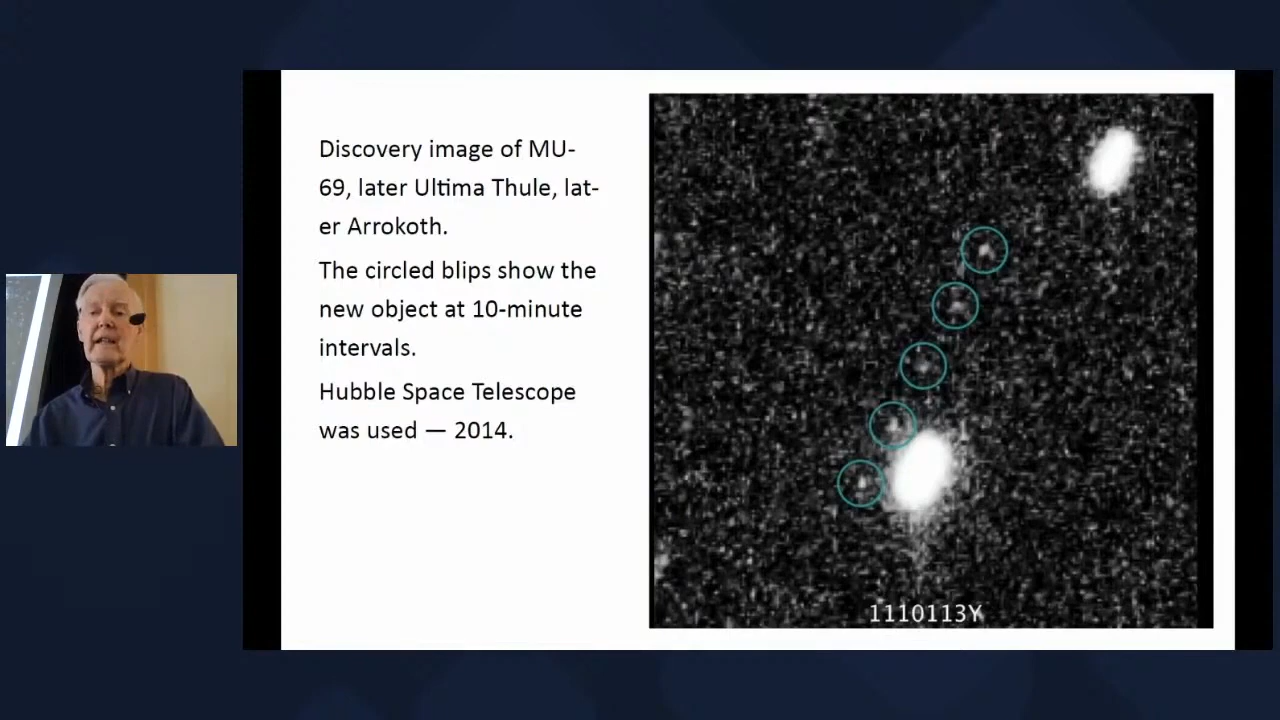 Discovery image of MU-
69, later Ultima Thule, lat-
er Arrokoth.
The circled blips show the
new object at 10-minute
intervals.
Hubble Space Telescope
was used — 2014.
1110113Y